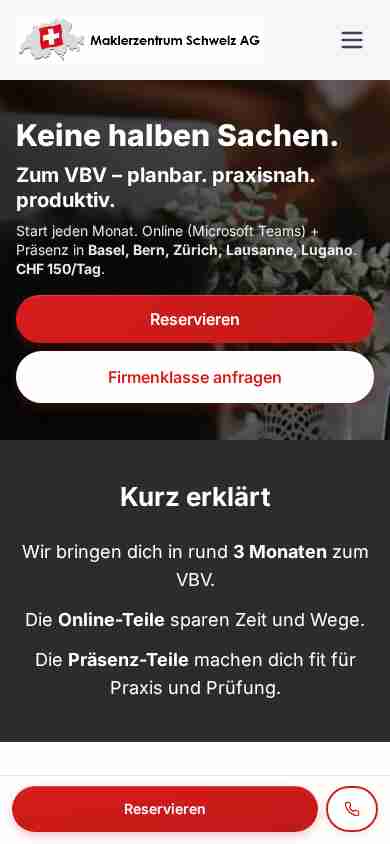 Maklerzentrum Schweiz AG
Keine halben Sachen.
Zum VBV – planbar. praxisnah.
produktiv.
Start jeden Monat. Online (Microsoft Teams) +
Präsenz in Basel, Bern, Zürich, Lausanne, Lugano.
CHF 150/Tag.
Reservieren
Firmenklasse anfragen
Kurz erklärt
Wir bringen dich in rund 3 Monaten zum
VBV.
Die Online-Teile sparen Zeit und Wege.
Die Präsenz-Teile machen dich fit für
Praxis und Prüfung.
Reservieren